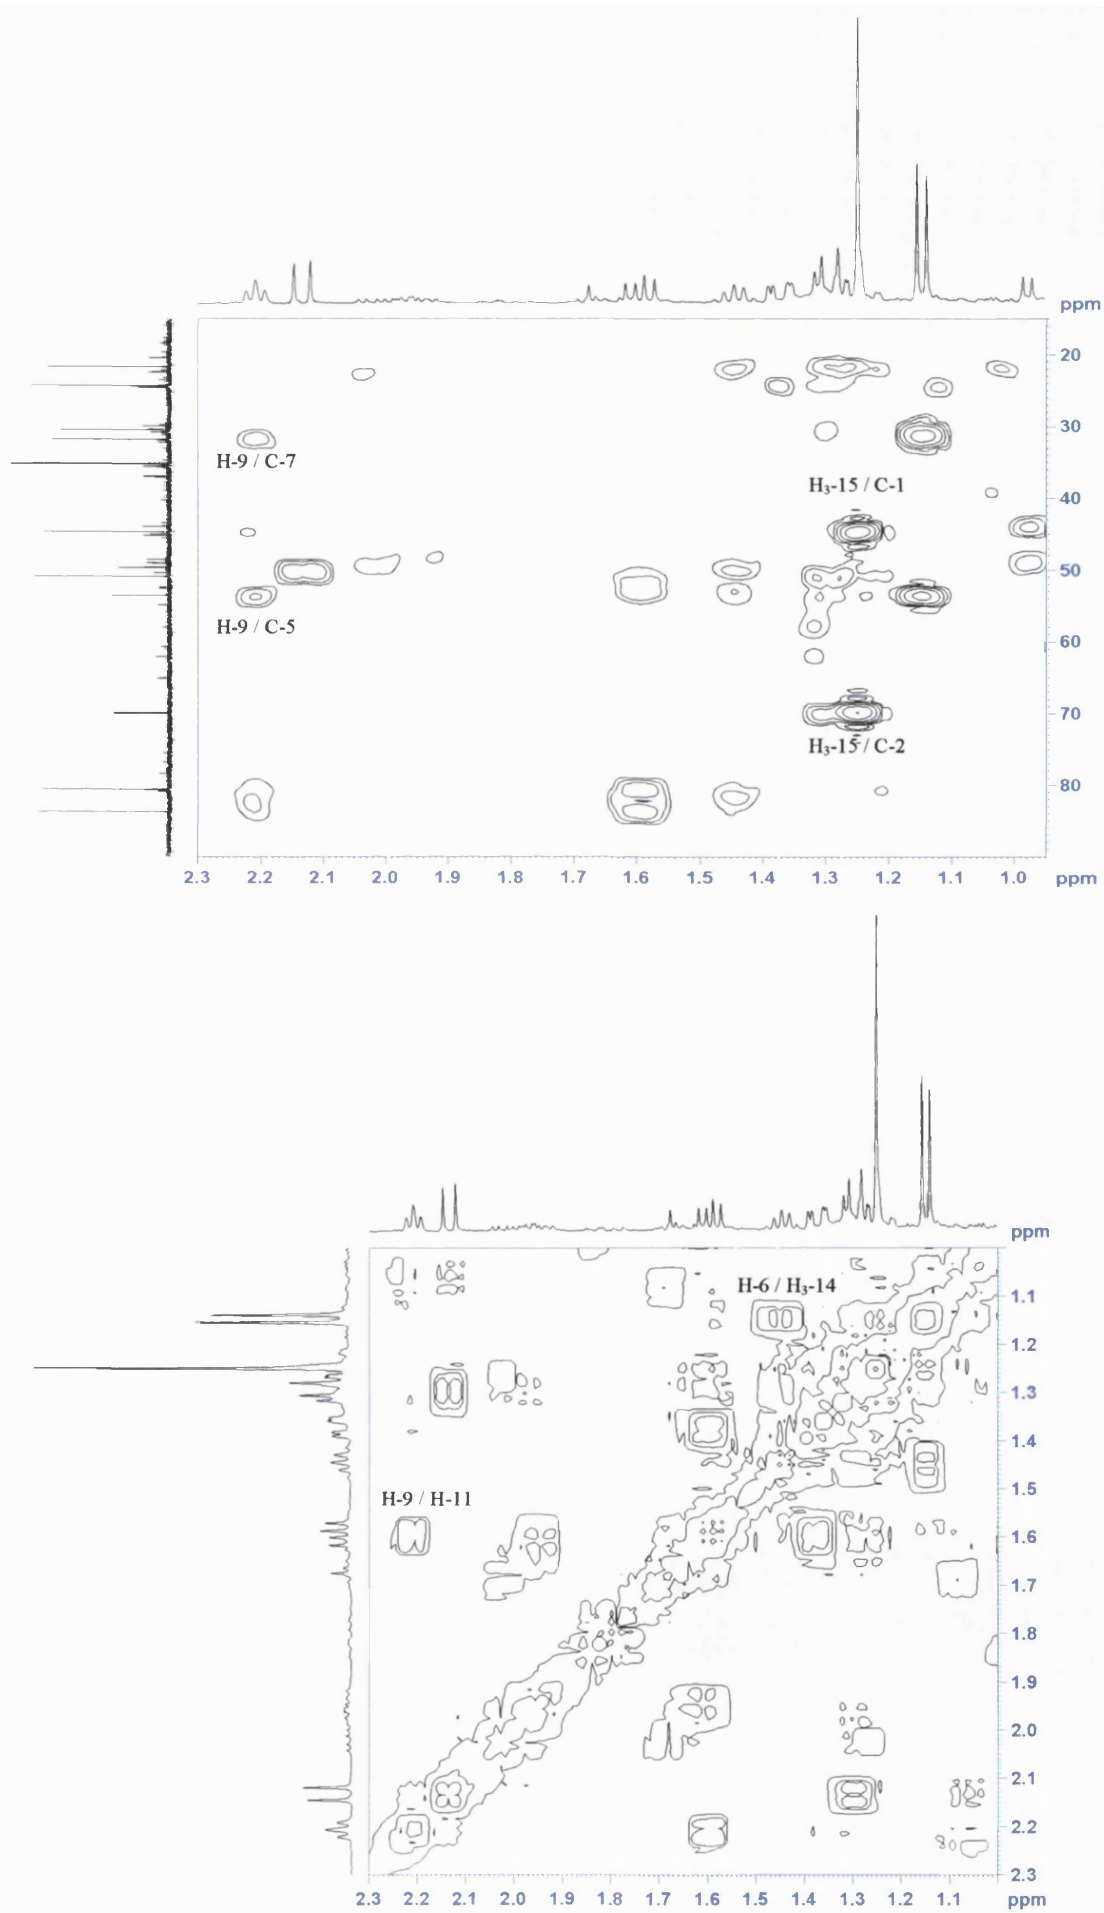 ppm
20
30
H-9 / C-7
H₃-15 / C-1
40
50
H-9 / C-5
60
70
H₃-15 / C-2
80
2.3 2.2 2.1 2.0 1.9 1.8 1.7 1.6 1.5 1.4 1.3 1.2 1.1 1.0 ppm
ppm
H-6 / H₃-14
1.1
1.2
1.3
1.4
H-9 / H-11
1.5
1.6
1.7
1.8
1.9
2.0
2.1
2.2
2.3
2.3 2.2 2.1 2.0 1.9 1.8 1.7 1.6 1.5 1.4 1.3 1.2 1.1 ppm